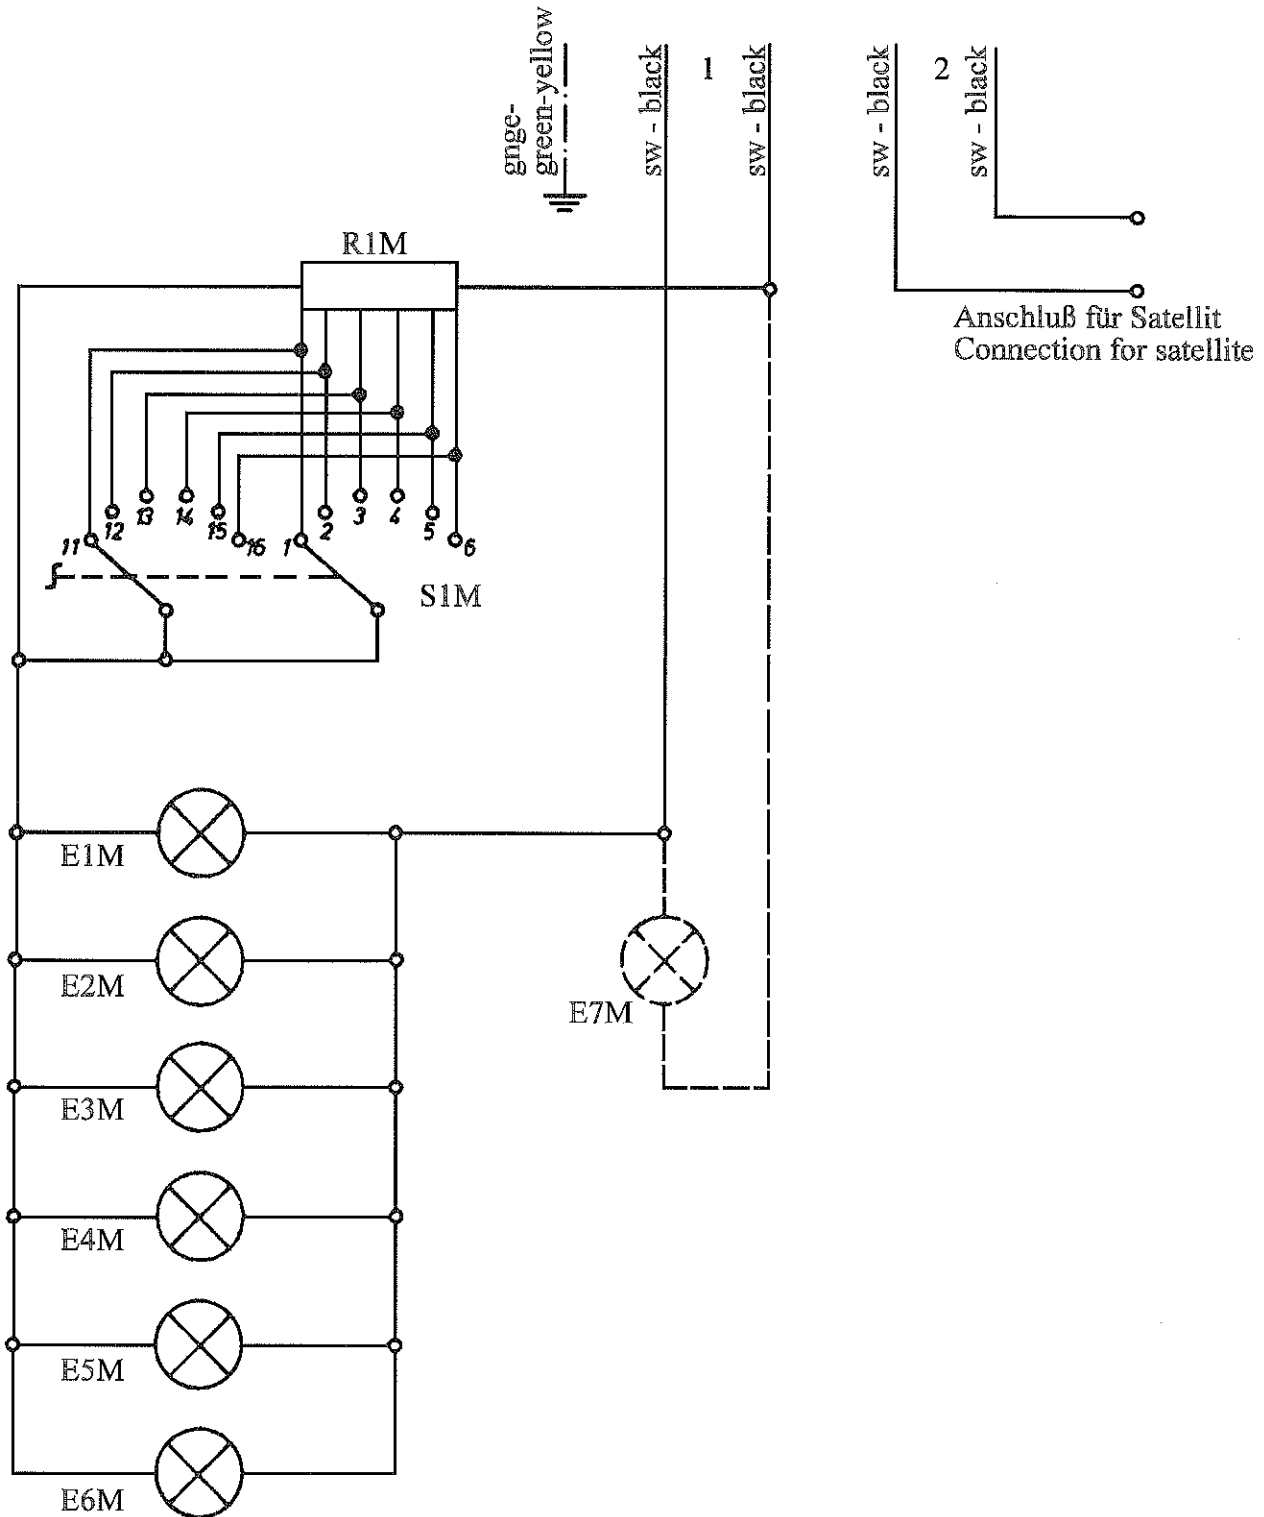 gnge-
green-yellow
sw - black
1
sw - black
sw - black
2
sw - black
R1M
Anschluß für Satellit
Connection for satellite
11
12
13
14
15
16
1
2
3
4
5
6
S1M
E1M
E2M
E7M
E3M
E4M
E5M
E6M